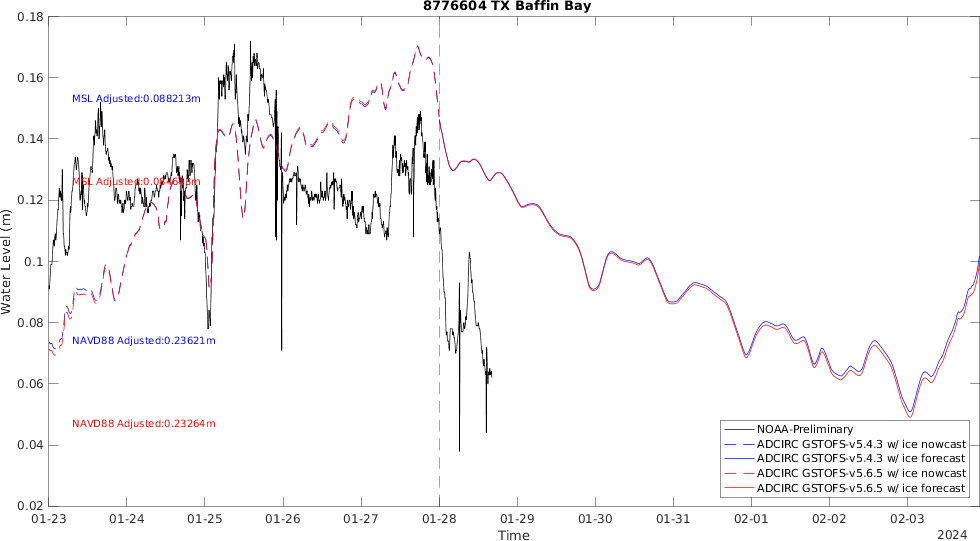 8776604 TX Baffin Bay
0.18
0.16
0.14
0.12
0.1
0.08
0.06
0.04
0.02
Water Level (m)
MSL Adjusted:0.088213m
MSL Adjusted:
NAVD88 Adjusted:0.23621m
NAVD88 Adjusted:0.23264m
NOAA-Preliminary
ADCIRC GSTOFS-v5.4.3 w/ ice nowcast
ADCIRC GSTOFS-v5.4.3 w/ ice forecast
ADCIRC GSTOFS-v5.6.5 w/ ice nowcast
ADCIRC GSTOFS-v5.6.5 w/ ice forecast
01-23 01-24 01-25 01-26 01-27 01-28 01-29 01-30 01-31 02-01 02-02 02-03
Time
2024